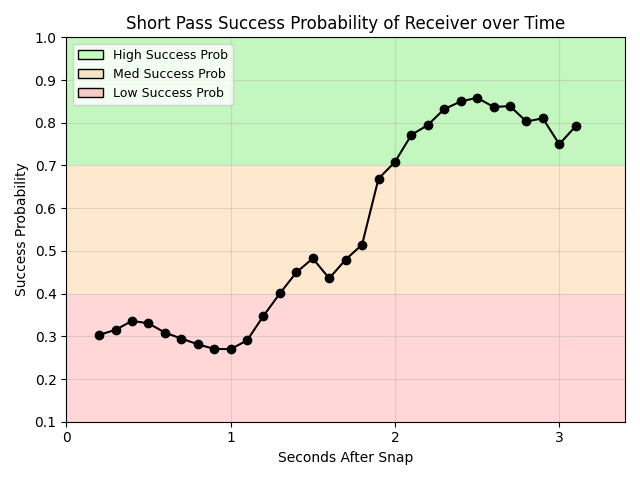 Short Pass Success Probability of Receiver over Time
High Success Prob
Med Success Prob
Low Success Prob
Success Probability
1.0
0.9
0.8
0.7
0.6
0.5
0.4
0.3
0.2
0.1
0 1 2 3
Seconds After Snap